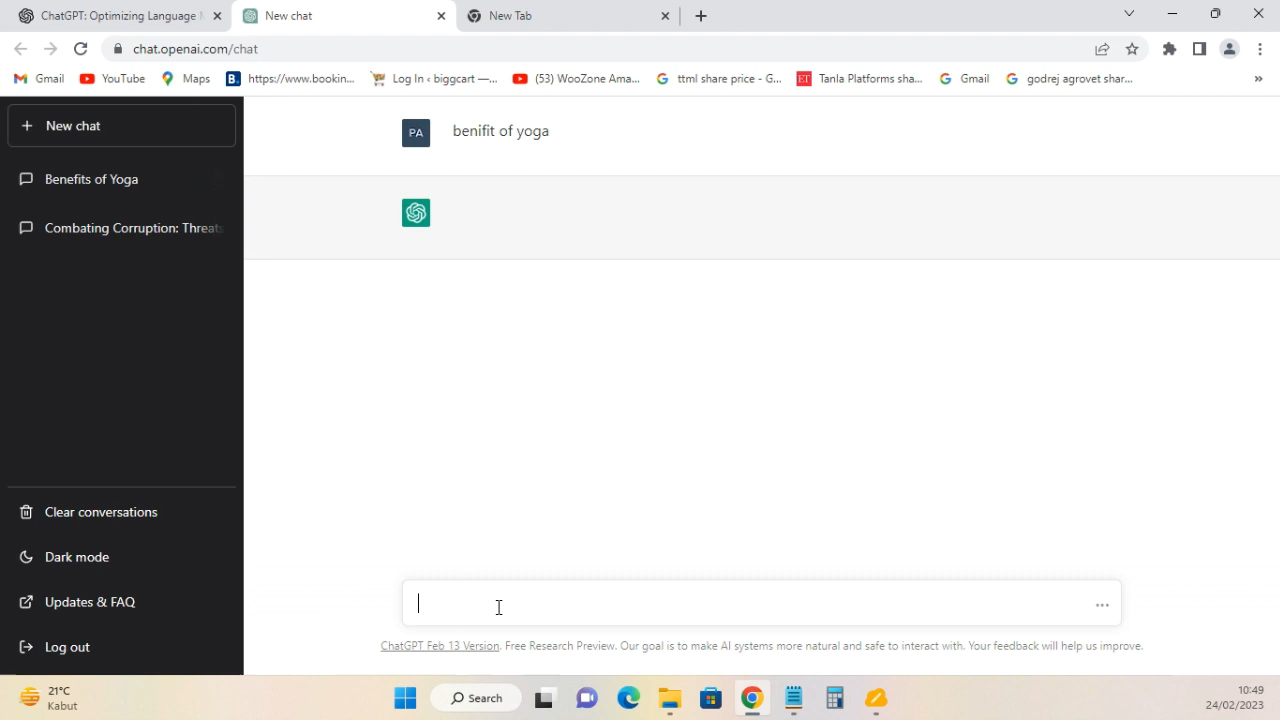 ChatGPT: Optimizing Language
New chat
New Tab
chat.openai.com/chat
Gmail
YouTube
Maps
B.
https://www.bookin...
Log In ‹ biggcart —...
(53) WooZone Ama...
G
ttml share price - G...
ET
Tanla Platforms sha...
G
Gmail
G
godrej agrovet shar...
»
+ New chat
Benefits of Yoga
Combating Corruption: Threats
Clear conversations
Dark mode
Updates & FAQ
Log out
PA
benifit of yoga
...
ChatGPT Feb 13 Version. Free Research Preview. Our goal is to make AI systems more natural and safe to interact with. Your feedback will help us improve.
21°C
Kabut
Search
10:49
24/02/2023